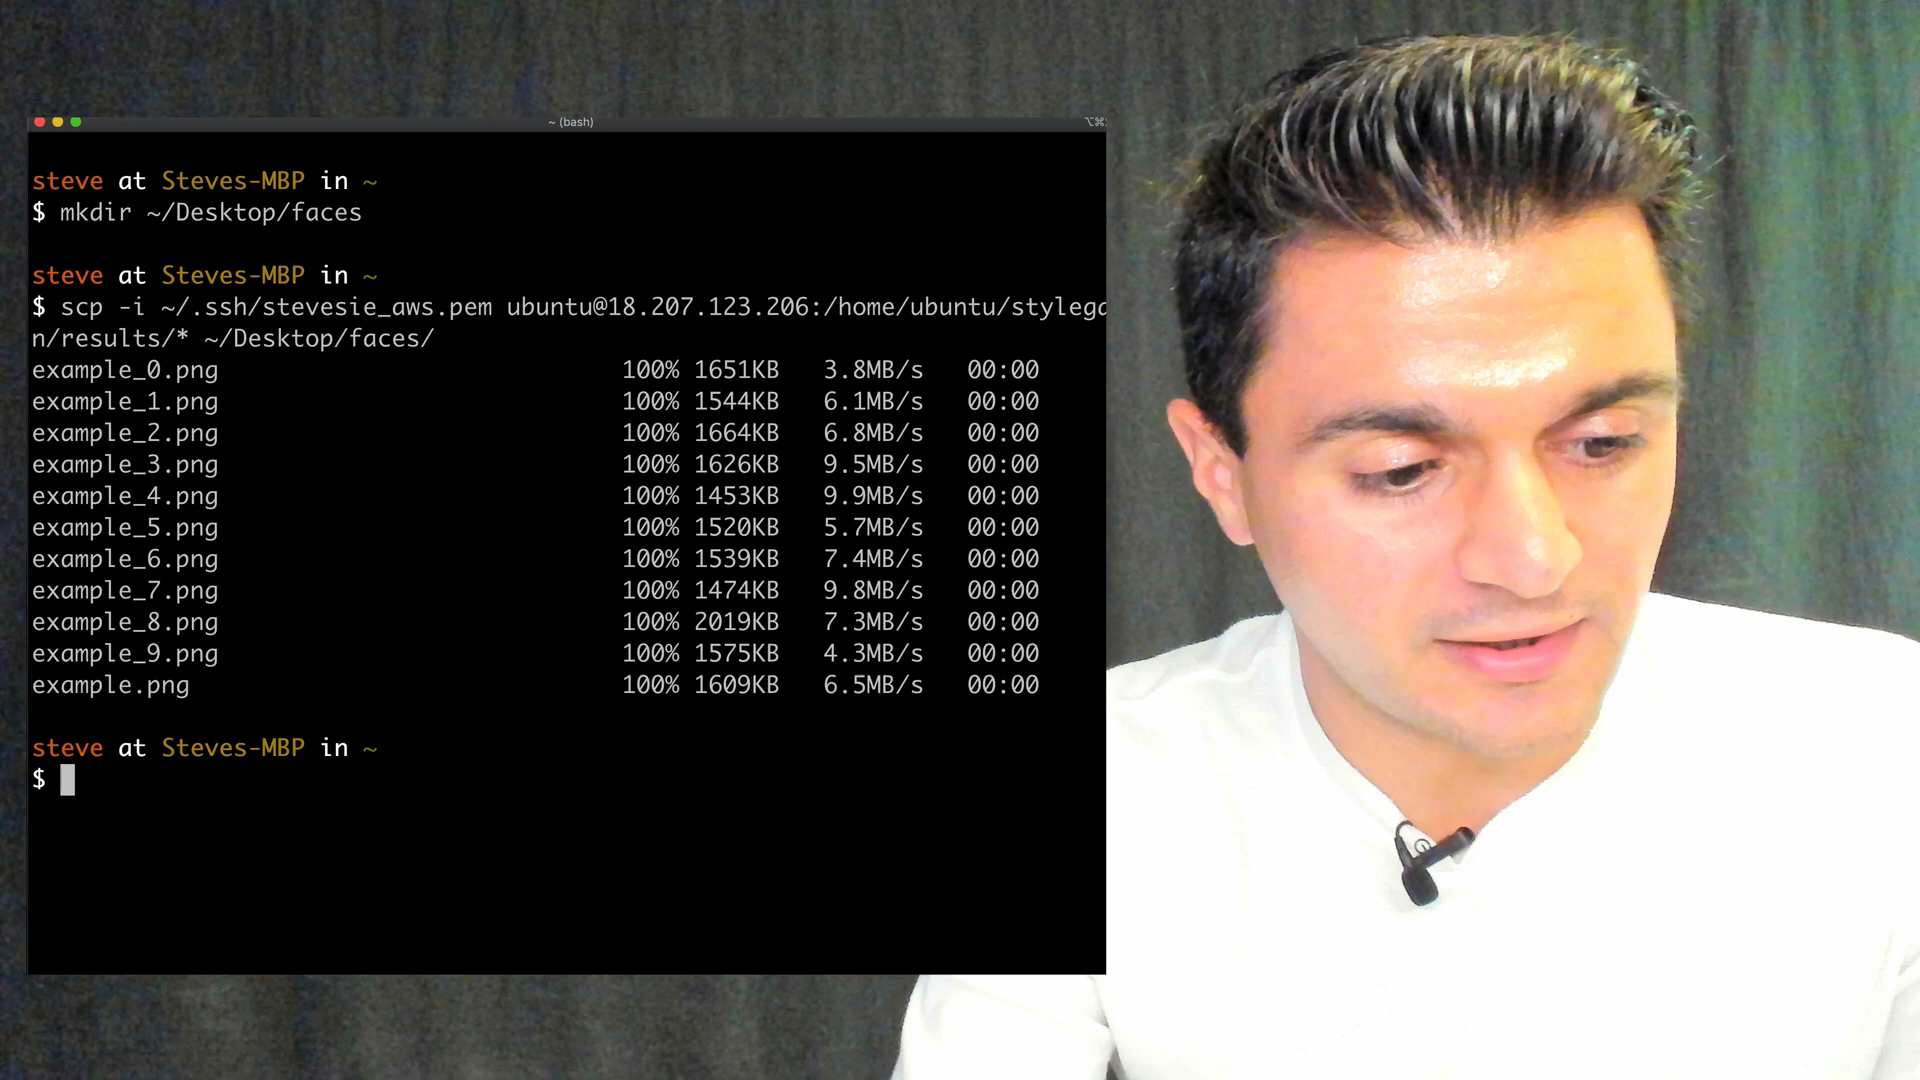 ~ (bash)
⌥⌘
steve at Steves-MBP in ~
$ mkdir ~/Desktop/faces
steve at Steves-MBP in ~
$ scp -i ~/.ssh/stevesie_aws.pem ubuntu@18.207.123.206:/home/ubuntu/stylega
n/results/* ~/Desktop/faces/
example_0.png 100% 1651KB 3.8MB/s 00:00
example_1.png 100% 1544KB 6.1MB/s 00:00
example_2.png 100% 1664KB 6.8MB/s 00:00
example_3.png 100% 1626KB 9.5MB/s 00:00
example_4.png 100% 1453KB 9.9MB/s 00:00
example_5.png 100% 1520KB 5.7MB/s 00:00
example_6.png 100% 1539KB 7.4MB/s 00:00
example_7.png 100% 1474KB 9.8MB/s 00:00
example_8.png 100% 2019KB 7.3MB/s 00:00
example_9.png 100% 1575KB 4.3MB/s 00:00
example.png 100% 1609KB 6.5MB/s 00:00
steve at Steves-MBP in ~
$